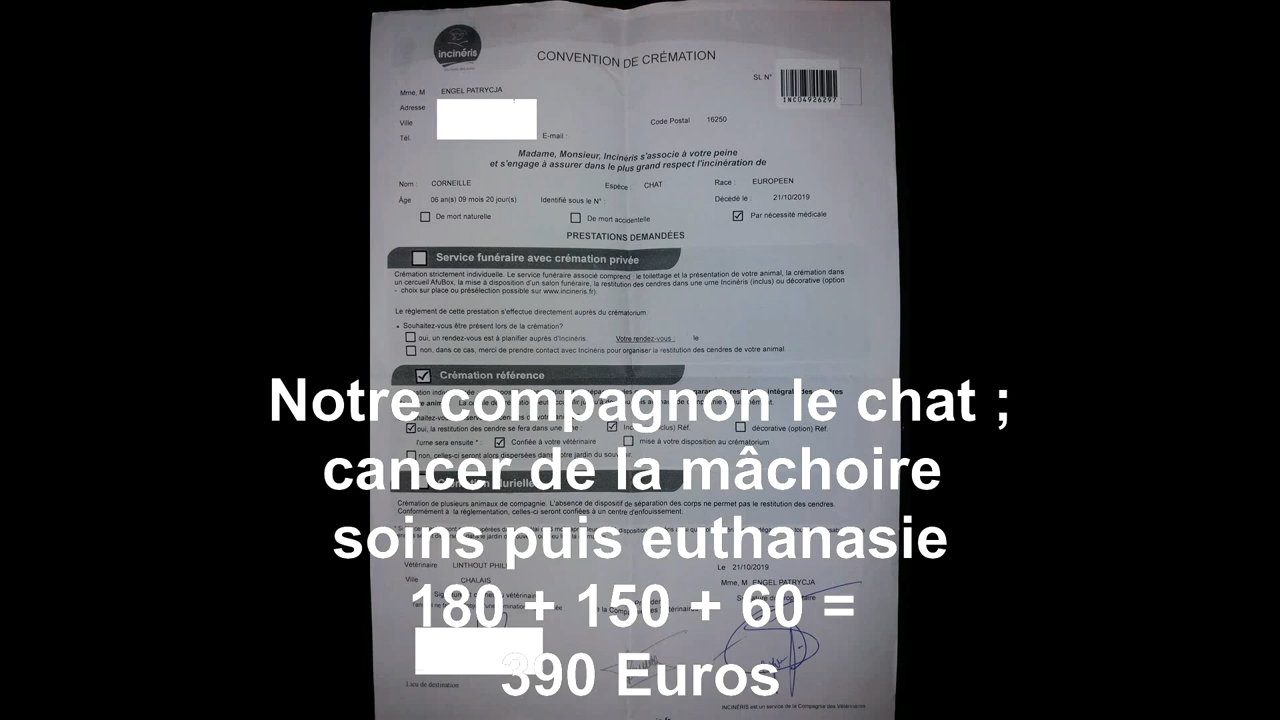 incinéris
CONVENTION DE CRÉMATION
SL N°
INC04926297
Mme, M ENGEL PATRYCJA
Adresse
Ville Code Postal 16250
Tél. E-mail :
Madame, Monsieur, Incinéris s'associe à votre peine
et s'engage à assurer dans le plus grand respect l'incinération de
Nom : CORNEILLE Espèce : CHAT Race : EUROPEEN
Âge 06 an(s) 09 mois 20 jour(s) Identifié sous le N° : Décédé le : 21/10/2019
De mort naturelle De mort accidentelle Par nécessité médicale
PRESTATIONS DEMANDÉES
Service funéraire avec crémation privée
Crémation strictement individuelle. Le service funéraire associé comprend : le toilettage et la présentation de votre animal, la crémation dans
un cercueil AfuBox, la mise à disposition d'un salon funéraire, la restitution des cendres dans une urne Incinéris (inclus) ou décorative (option
- choix sur place ou présélection possible sur www.incineris.fr).
Le règlement de cette prestation s'effectue directement auprès du crématorium.
• Souhaitez-vous être présent lors de la crémation?
oui, un rendez-vous est à planifier auprès d'Incinéris Votre rendez-vous : le
non, dans ce cas, merci de prendre contact avec Incinéris pour organiser la restitution des cendres de votre animal.
Crémation référence
Notre compagnon le chat ;
oui, la restitution des cendre se fera dans une décorative (option) Réf.
l'urne sera ensuite * : Confiée à votre vétérinaire mise à votre disposition au crématorium
non, celles-ci seront alors dispersées dans votre jardin du
cancer de la mâchoire
Crémation de plusieurs animaux de compagnie. L'absence de dispositif de séparation des corps ne permet pas la restitution des cendres.
Conformément à la réglementation, celles-ci seront confiées à un centre d'enfouissement.
soins puis euthanasie
Vétérinaire LINTHOUT Le 21/10/2019
Ville CHALAIS Mme, M ENGEL PATRYCJA
180 + 150 + 60 =
390 Euros
Lieu de destination
INCINÉRIS est un service de la Compagnie des Vétérinaires